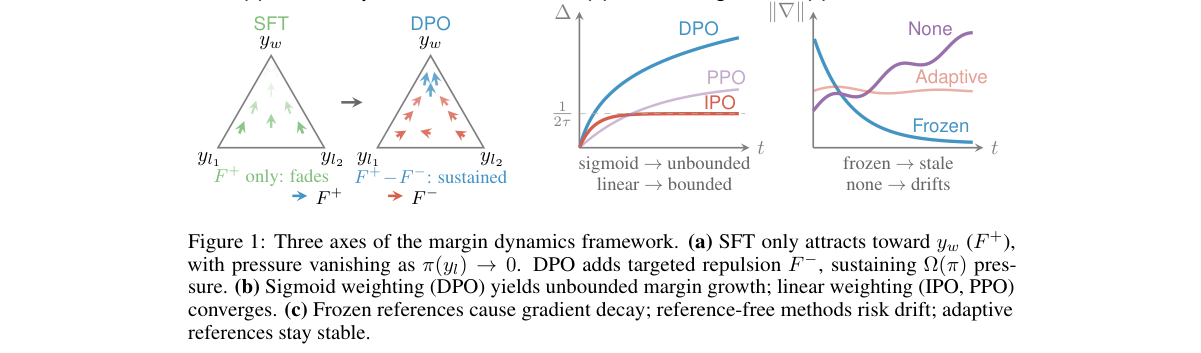 SFT
DPO
y_w
y_w
y_{l_1}
y_{l_2}
y_{l_1}
y_{l_2}
F^+ only: fades
F^+ − F^−: sustained
→ F^+
→ F^−
Δ
DPO
PPO
IPO
1/2τ
t
sigmoid → unbounded
linear → bounded
‖∇‖
None
Adaptive
Frozen
t
frozen → stale
none → drifts
Figure 1: Three axes of the margin dynamics framework. (a) SFT only attracts toward y_w (F^+),
with pressure vanishing as π(y_l) → 0. DPO adds targeted repulsion F^−, sustaining Ω(π) pres-
sure. (b) Sigmoid weighting (DPO) yields unbounded margin growth; linear weighting (IPO, PPO)
converges. (c) Frozen references cause gradient decay; reference-free methods risk drift; adaptive
references stay stable.